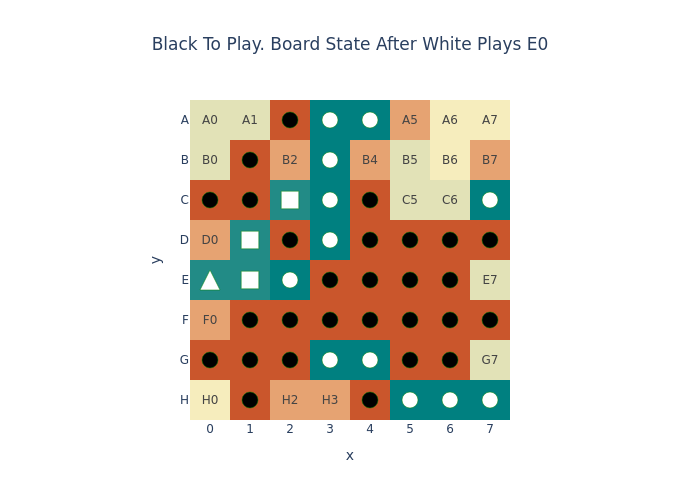 Black To Play. Board State After White Plays E0
A A0 A1 A5 A6 A7
B B0 B2 B4 B5 B6 B7
C C5 C6
D D0
y
E E7
F F0
G G7
H H0 H2 H3
0 1 2 3 4 5 6 7
x